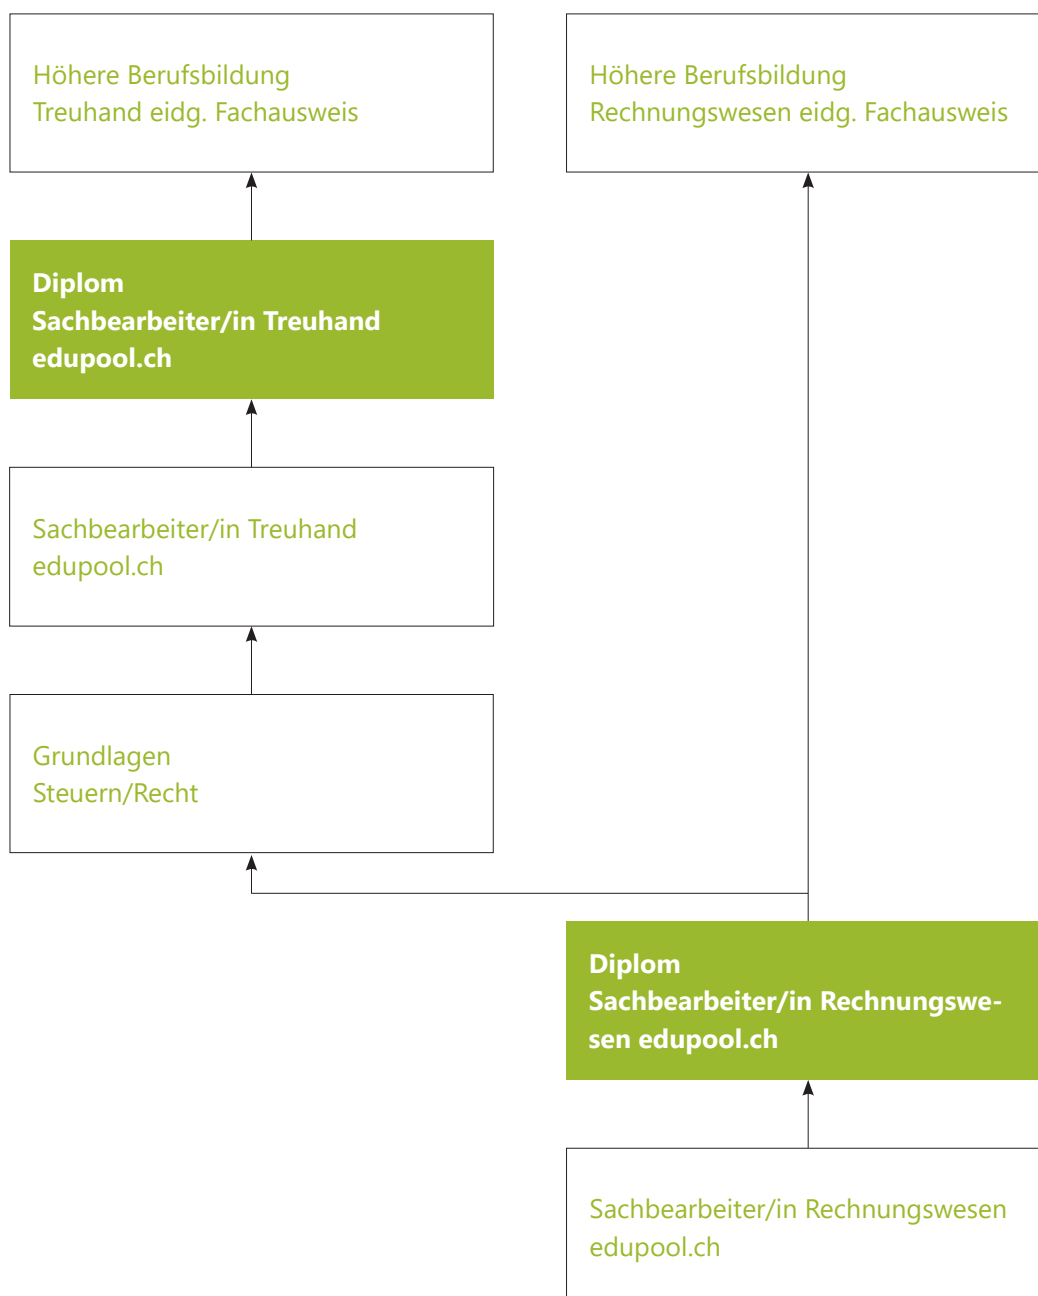 Höhere Berufsbildung
Treuhand eidg. Fachausweis
Höhere Berufsbildung
Rechnungswesen eidg. Fachausweis
Diplom
Sachbearbeiter/in Treuhand
edupool.ch
Sachbearbeiter/in Treuhand
edupool.ch
Grundlagen
Steuern/Recht
Diplom
Sachbearbeiter/in Rechnungswe-
sen edupool.ch
Sachbearbeiter/in Rechnungswesen
edupool.ch